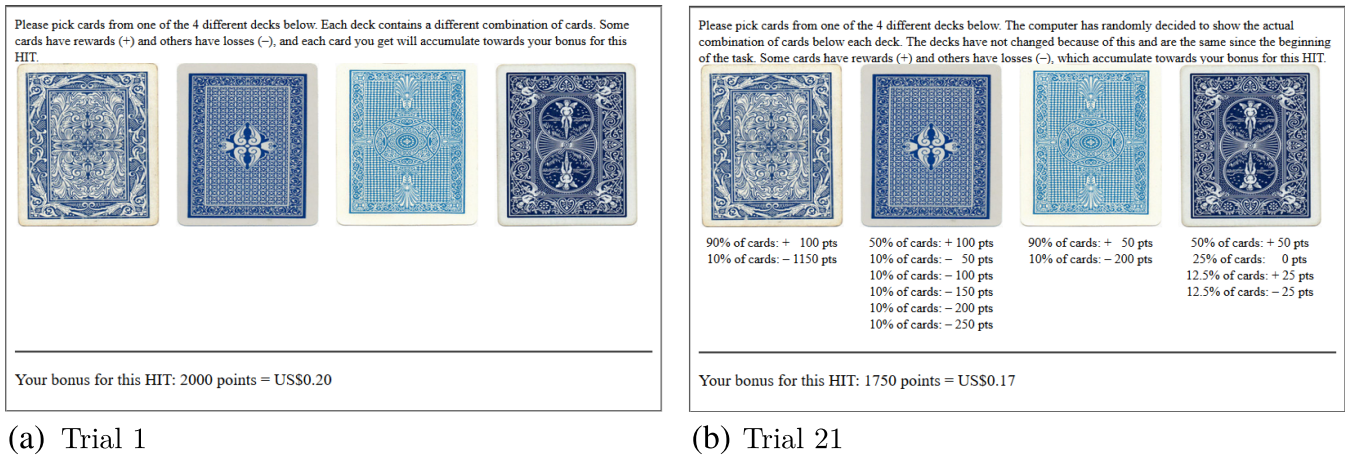 Please pick cards from one of the 4 different decks below. Each deck contains a different combination of cards. Some
cards have rewards (+) and others have losses (–), and each card you get will accumulate towards your bonus for this
HIT.
Your bonus for this HIT: 2000 points = US$0.20
(a) Trial 1
Please pick cards from one of the 4 different decks below. The computer has randomly decided to show the actual
combination of cards below each deck. The decks have not changed because of this and are the same since the beginning
of the task. Some cards have rewards (+) and others have losses (–), which accumulate towards your bonus for this HIT.
90% of cards: + 100 pts
10% of cards: – 1150 pts
50% of cards: + 100 pts
10% of cards: – 50 pts
10% of cards: – 100 pts
10% of cards: – 150 pts
10% of cards: – 200 pts
10% of cards: – 250 pts
90% of cards: + 50 pts
10% of cards: – 200 pts
50% of cards: + 50 pts
25% of cards: 0 pts
12.5% of cards: + 25 pts
12.5% of cards: – 25 pts
Your bonus for this HIT: 1750 points = US$0.17
(b) Trial 21